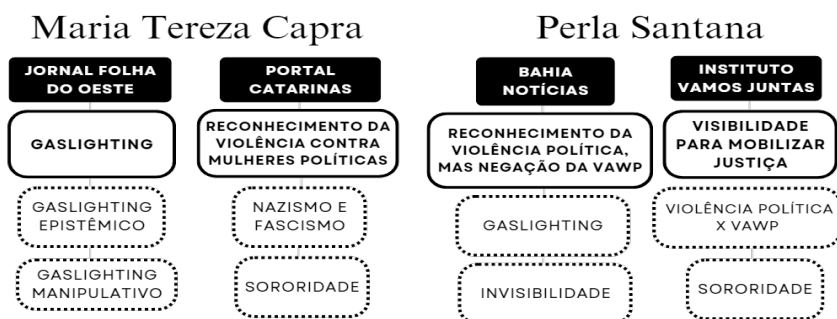 Maria Tereza Capra
JORNAL FOLHA
DO OESTE
GASLIGHTING
GASLIGHTING
EPISTÊMICO
GASLIGHTING
MANIPULATIVO
PORTAL
CATARINAS
RECONHECIMENTO DA
VIOLÊNCIA CONTRA
MULHERES POLÍTICAS
NAZISMO E
FASCISMO
SORORIDADE
Perla Santana
BAHIA
NOTÍCIAS
RECONHECIMENTO DA
VIOLÊNCIA POLÍTICA,
MAS NEGAÇÃO DA VAWP
GASLIGHTING
INVISIBILIDADE
INSTITUTO
VAMOS JUNTAS
VISIBILIDADE
PARA MOBILIZAR
JUSTIÇA
VIOLÊNCIA POLÍTICA
X VAWP
SORORIDADE